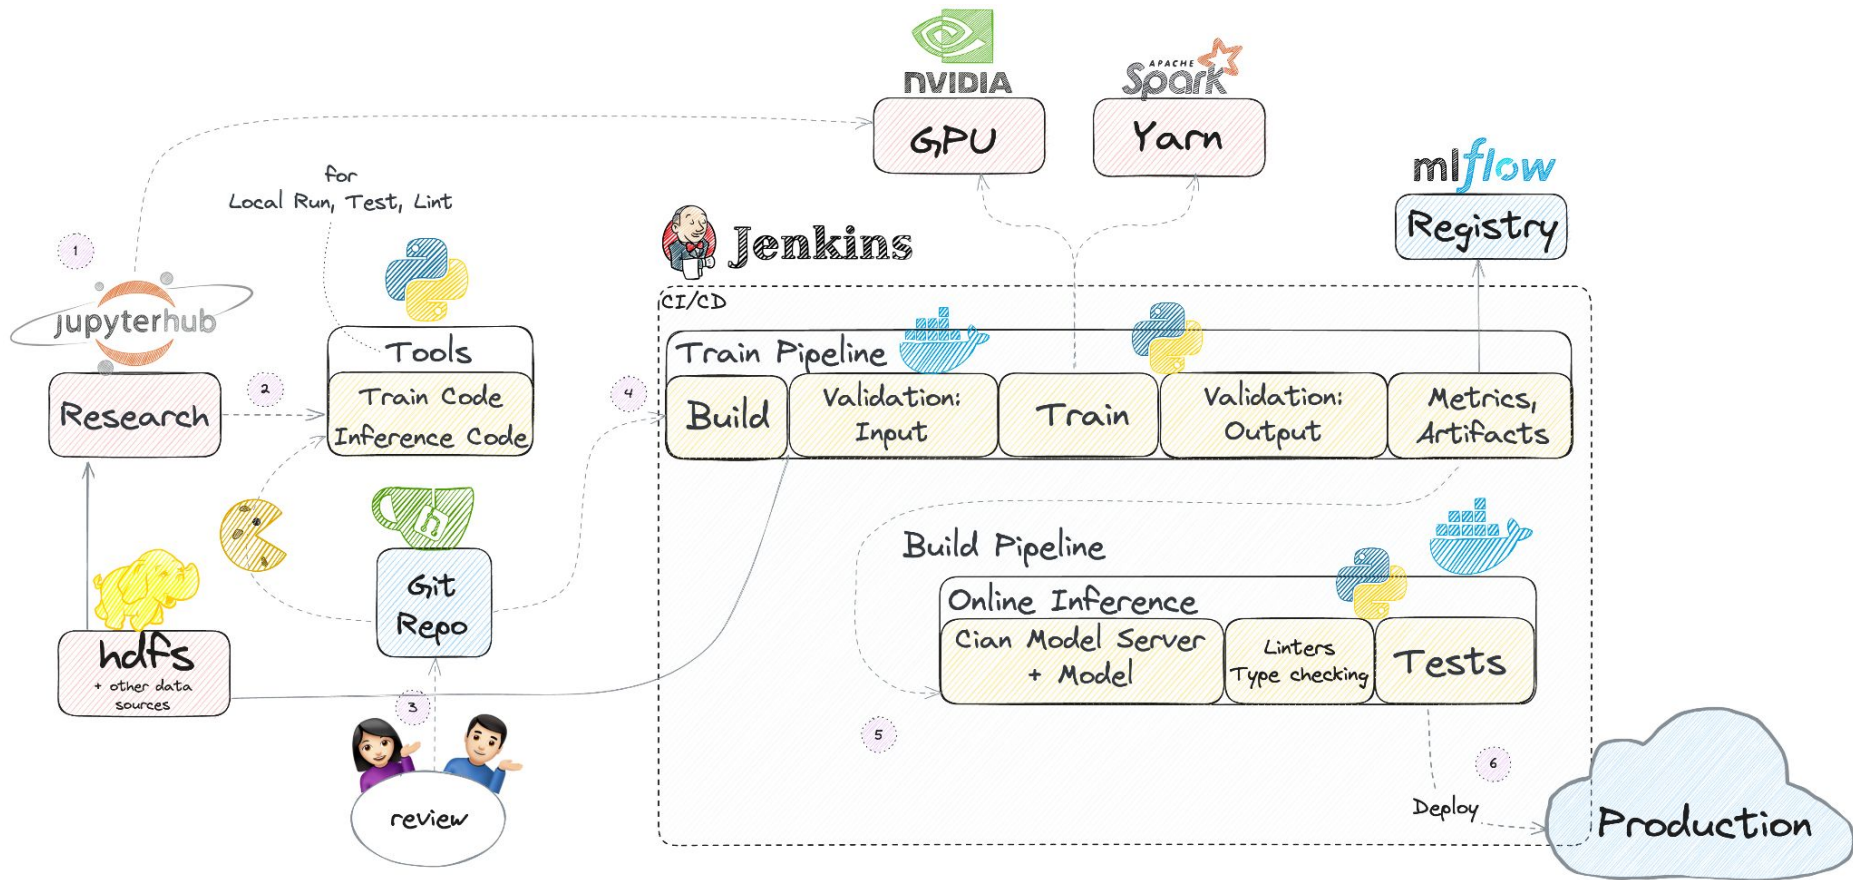 NVIDIA
GPU
APACHE
Spark
Yarn
mlflow
Registry
for
Local Run, Test, Lint
1
jupyterhub
Research
2
Tools
Train Code
Inference Code
Jenkins
CI/CD
Train Pipeline
4
Build
Validation:
Input
Train
Validation:
Output
Metrics,
Artifacts
Git
Repo
hdfs
+ other data
sources
3
review
Build Pipeline
Online Inference
Cian Model Server
+ Model
Linters
Type checking
Tests
5
6
Deploy
Production